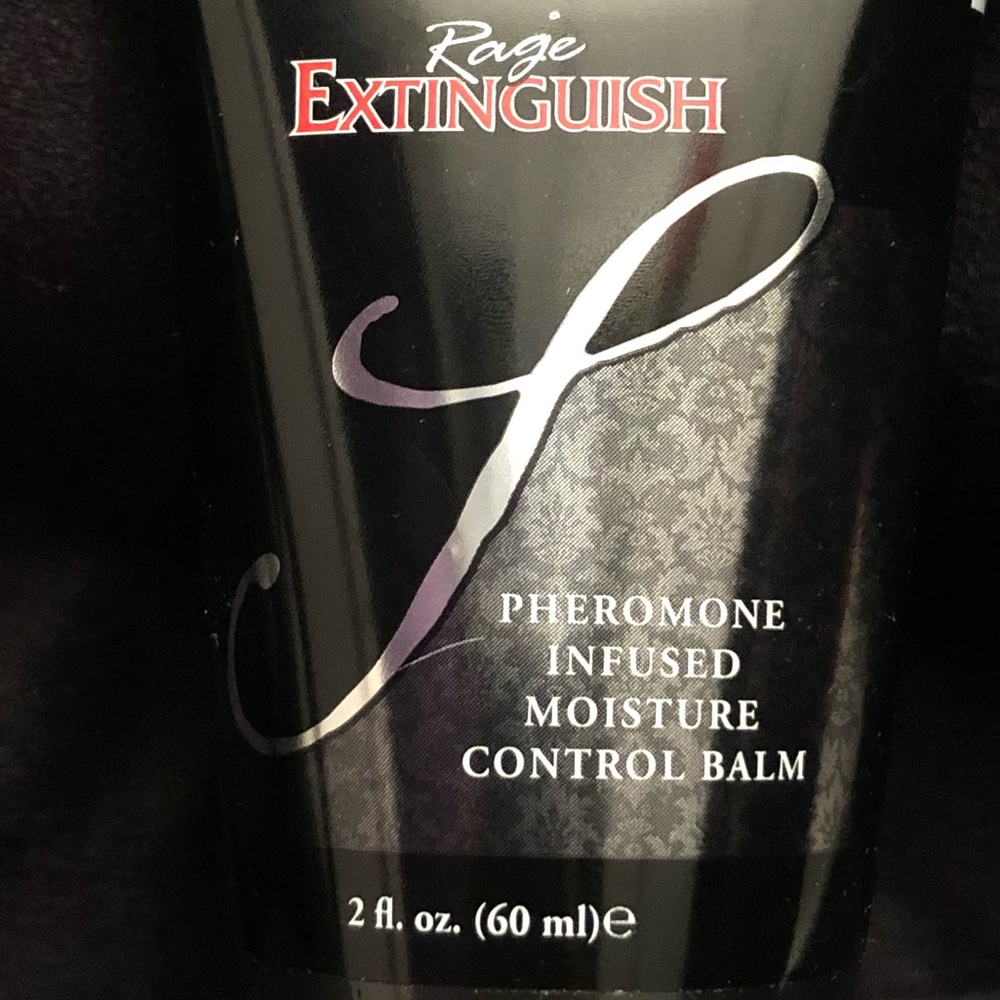 Rage
EXTINGUISH
PHEROMONE
INFUSED
MOISTURE
CONTROL BALM
2 fl. oz. (60 ml)℮